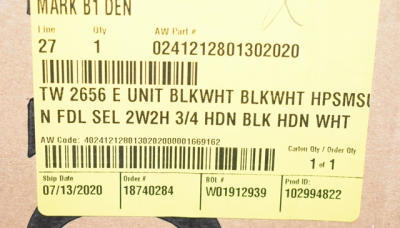 MARK B1 DEN
Line Qty AW Part #
27 1 0241212801302020
TW 2656 E UNIT BLKWHT BLKWHT HPSMSU
N FDL SEL 2W2H 3/4 HDN BLK HDN WHT
AW Code: 4024121280130202000001669162
Carton Qty / Order Qty
1 of 1
Ship Date Order # BOL # Prod ID:
07/13/2020 18740284 W01912939 102994822